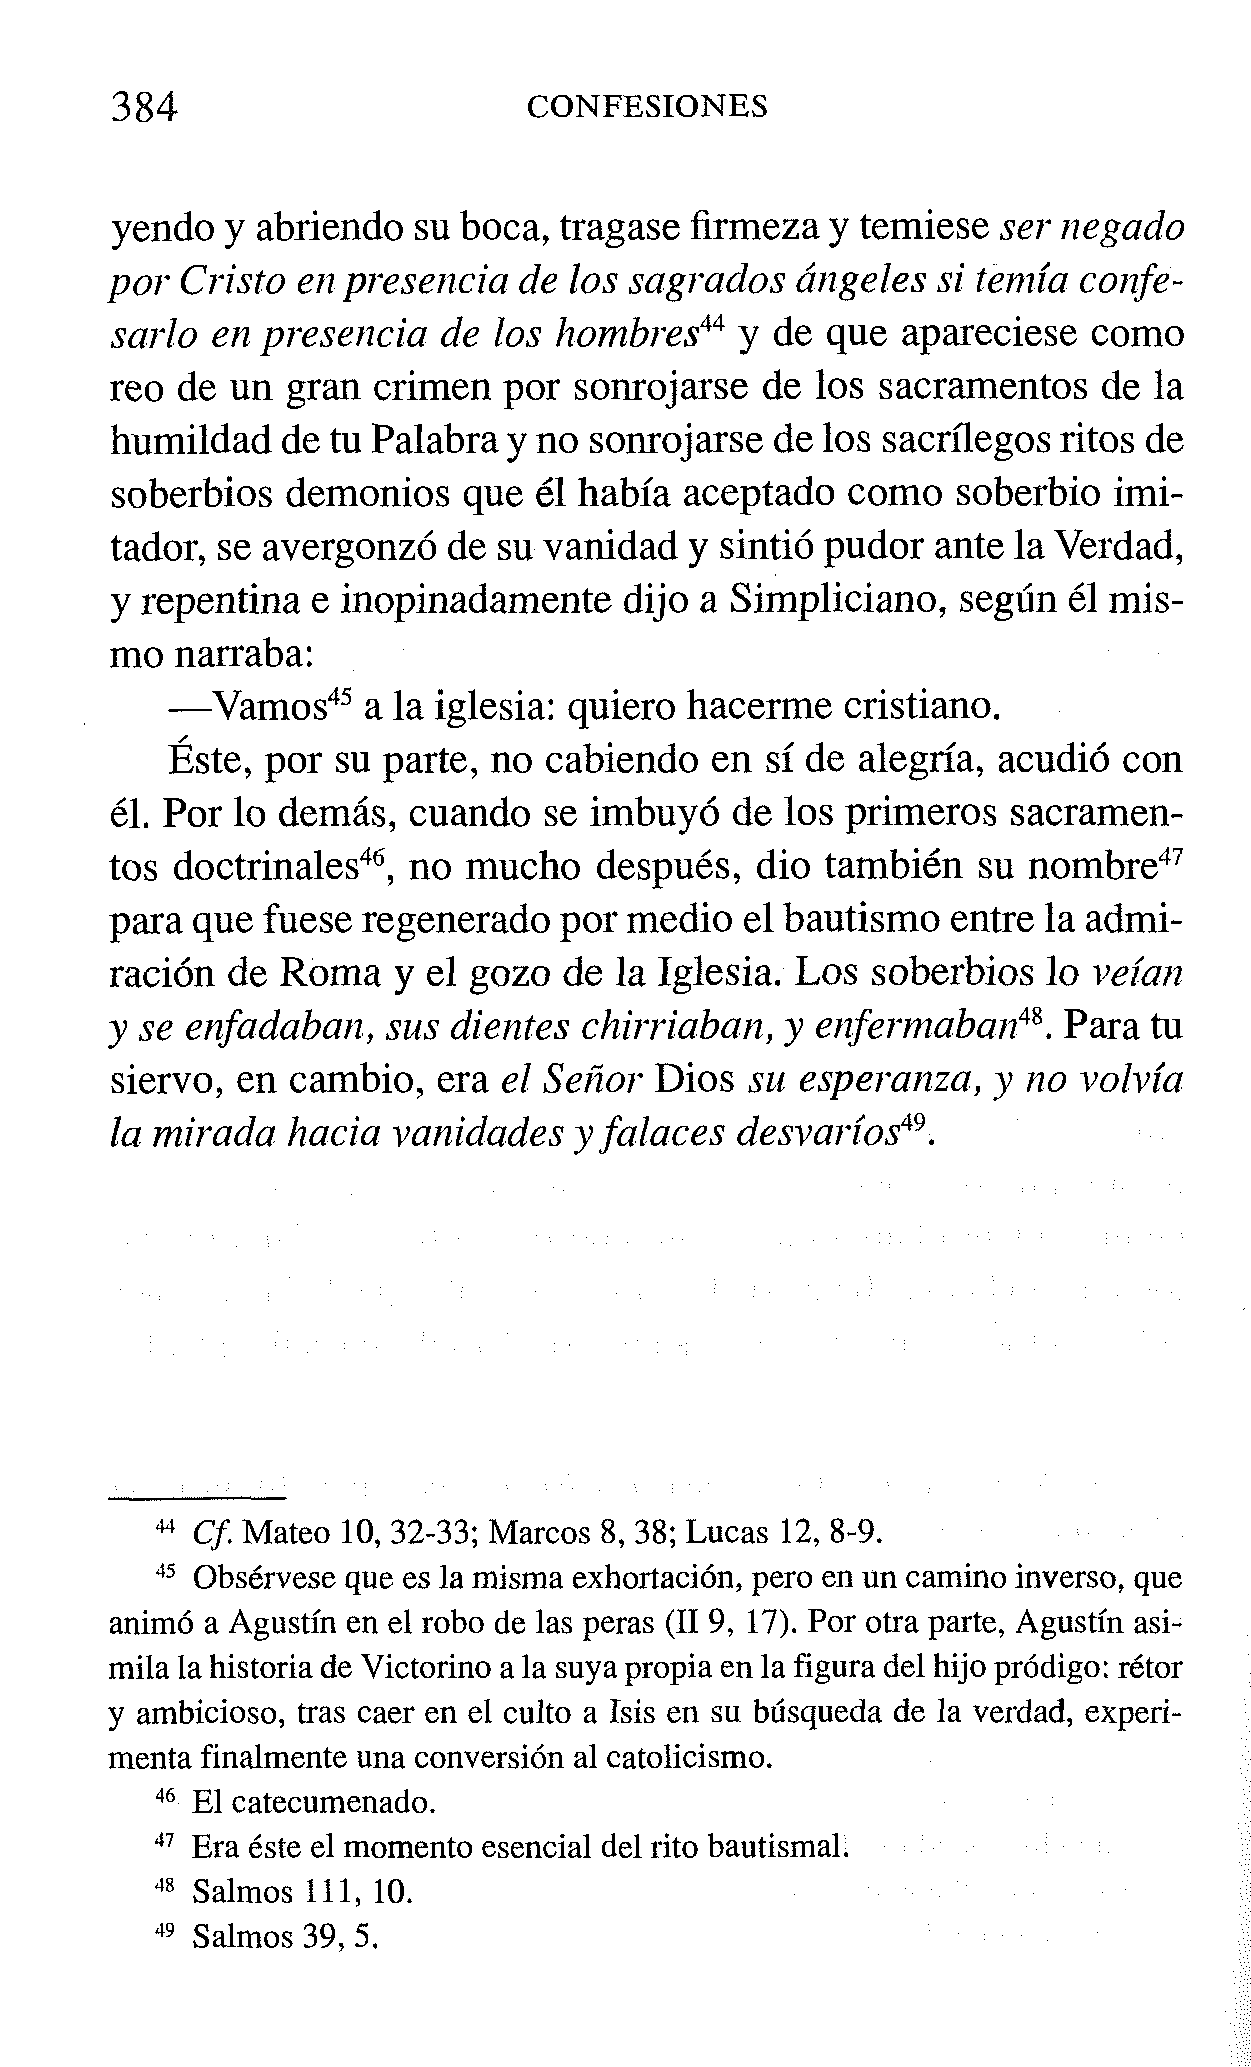 384 CONFESIONES
yendo y abriendo su boca, tragase firmeza y temiese ser negado
por Cristo en presencia de los sagrados ángeles si temía confe-
sarlo en presencia de los hombres⁴⁴ y de que apareciese como
reo de un gran crimen por sonrojarse de los sacramentos de la
humildad de tu Palabra y no sonrojarse de los sacrílegos ritos de
soberbios demonios que él había aceptado como soberbio imi-
tador, se avergonzó de su vanidad y sintió pudor ante la Verdad,
y repentina e inopinadamente dijo a Simpliciano, según él mis-
mo narraba:
—Vamos⁴⁵ a la iglesia: quiero hacerme cristiano.
Éste, por su parte, no cabiendo en sí de alegría, acudió con
él. Por lo demás, cuando se imbuyó de los primeros sacramen-
tos doctrinales⁴⁶, no mucho después, dio también su nombre⁴⁷
para que fuese regenerado por medio el bautismo entre la admi-
ración de Roma y el gozo de la Iglesia. Los soberbios lo veían
y se enfadaban, sus dientes chirriaban, y enfermaban⁴⁸. Para tu
siervo, en cambio, era el Señor Dios su esperanza, y no volvía
la mirada hacia vanidades y falaces desvaríos⁴⁹.
⁴⁴ Cf. Mateo 10, 32-33; Marcos 8, 38; Lucas 12, 8-9.
⁴⁵ Obsérvese que es la misma exhortación, pero en un camino inverso, que
animó a Agustín en el robo de las peras (II 9, 17). Por otra parte, Agustín asi-
mila la historia de Victorino a la suya propia en la figura del hijo pródigo: rétor
y ambicioso, tras caer en el culto a Isis en su búsqueda de la verdad, experi-
menta finalmente una conversión al catolicismo.
⁴⁶ El catecumenado.
⁴⁷ Era éste el momento esencial del rito bautismal.
⁴⁸ Salmos 111, 10.
⁴⁹ Salmos 39, 5.